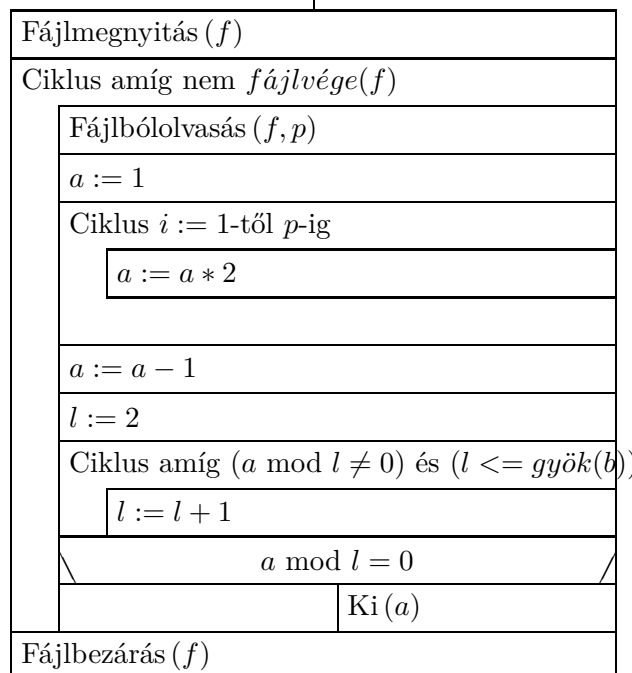 Fájlmegnyitás (f)
Ciklus amíg nem fájlvége(f)
Fájlbólolvasás (f, p)
a := 1
Ciklus i := 1-től p-ig
a := a ∗ 2
a := a − 1
l := 2
Ciklus amíg (a mod l ≠ 0) és (l <= gyök(b))
l := l + 1
a mod l = 0
Ki (a)
Fájlbezárás (f)